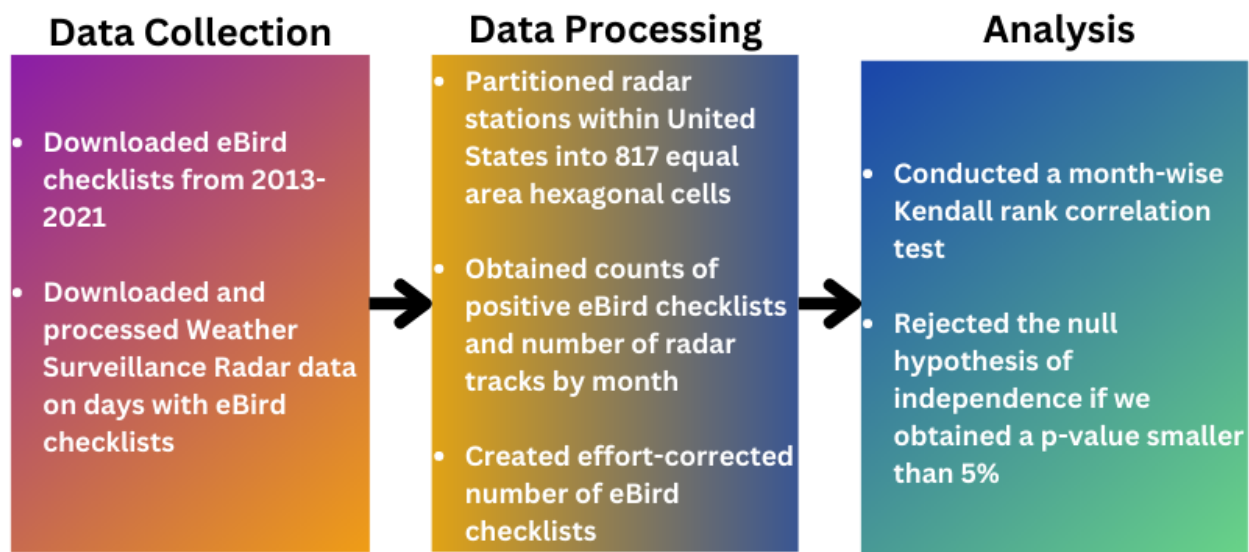 Data Collection
• Downloaded eBird
checklists from 2013-
2021
• Downloaded and
processed Weather
Surveillance Radar data
on days with eBird
checklists
Data Processing
• Partitioned radar
stations within United
States into 817 equal
area hexagonal cells
• Obtained counts of
positive eBird checklists
and number of radar
tracks by month
• Created effort-corrected
number of eBird
checklists
Analysis
• Conducted a month-wise
Kendall rank correlation
test
• Rejected the null
hypothesis of
independence if we
obtained a p-value smaller
than 5%